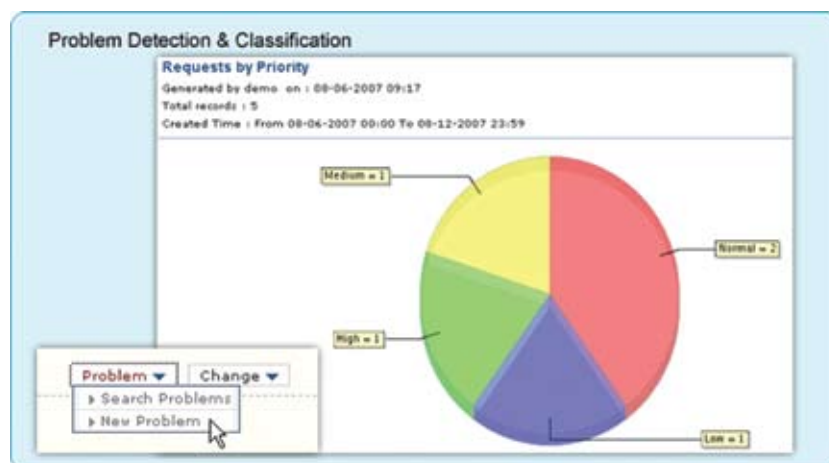 Problem Detection & Classification
Requests by Priority
Generated by demo on : 08-06-2007 09:17
Total records : 5
Created Time : From 08-06-2007 00:00 To 08-12-2007 23:59
Medium = 1
Normal = 2
High = 1
Low = 1
Problem
Change
Search Problems
New Problem